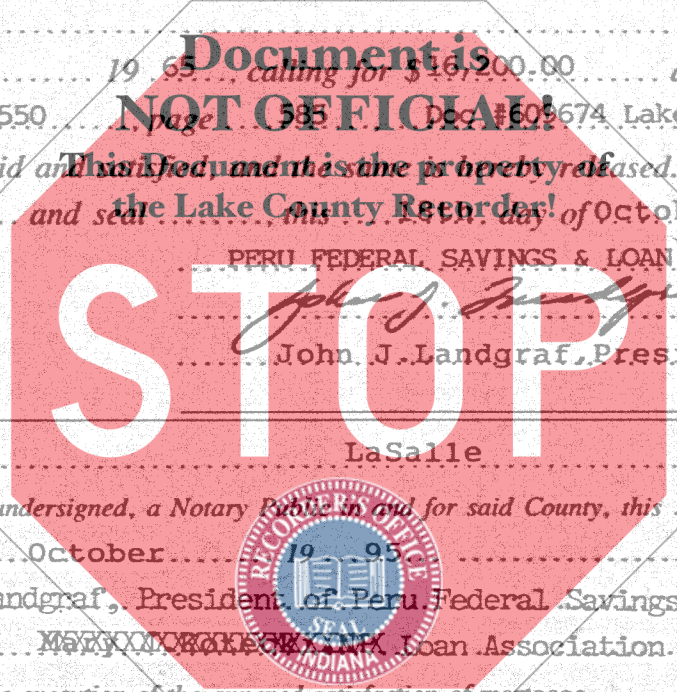 Document is
19 65 calling for $ 16,200.00
NOT OFFICIAL!
550 , page 585 Doc #609674 Lake
This Document is the property of
id and satisfied, and the same is hereby released.
the Lake County Recorder!
and seal this day of Octo
PERU FEDERAL SAVINGS & LOAN
STOP
John J. Landgraf, Presi
LaSalle
undersigned, a Notary Public in and for said County, this
October 19 95
RECORDER'S OFFICE
SEAL
INDIANA
andgraf, President of Peru Federal Savings
Loan Association